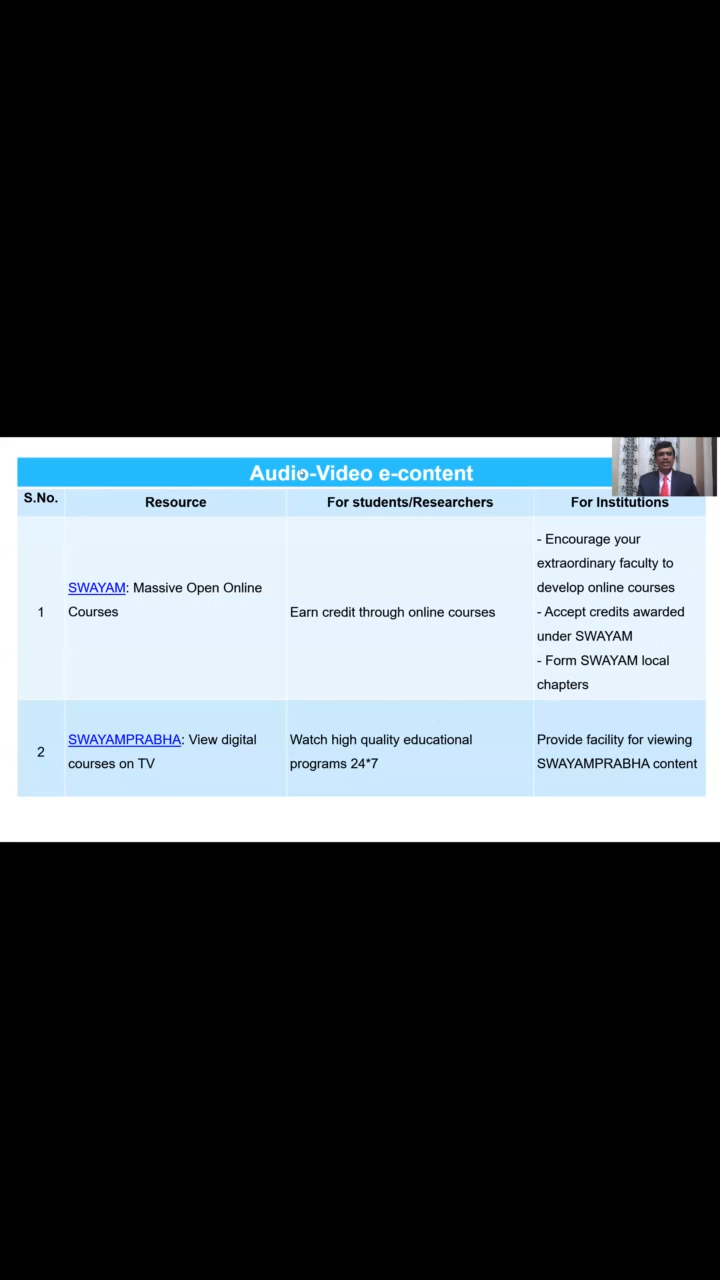 Audio-Video e-content
S.No.
Resource
For students/Researchers
For Institutions
1
SWAYAM: Massive Open Online
Courses
Earn credit through online courses
- Encourage your
extraordinary faculty to
develop online courses
- Accept credits awarded
under SWAYAM
- Form SWAYAM local
chapters
2
SWAYAMPRABHA: View digital
courses on TV
Watch high quality educational
programs 24*7
Provide facility for viewing
SWAYAMPRABHA content